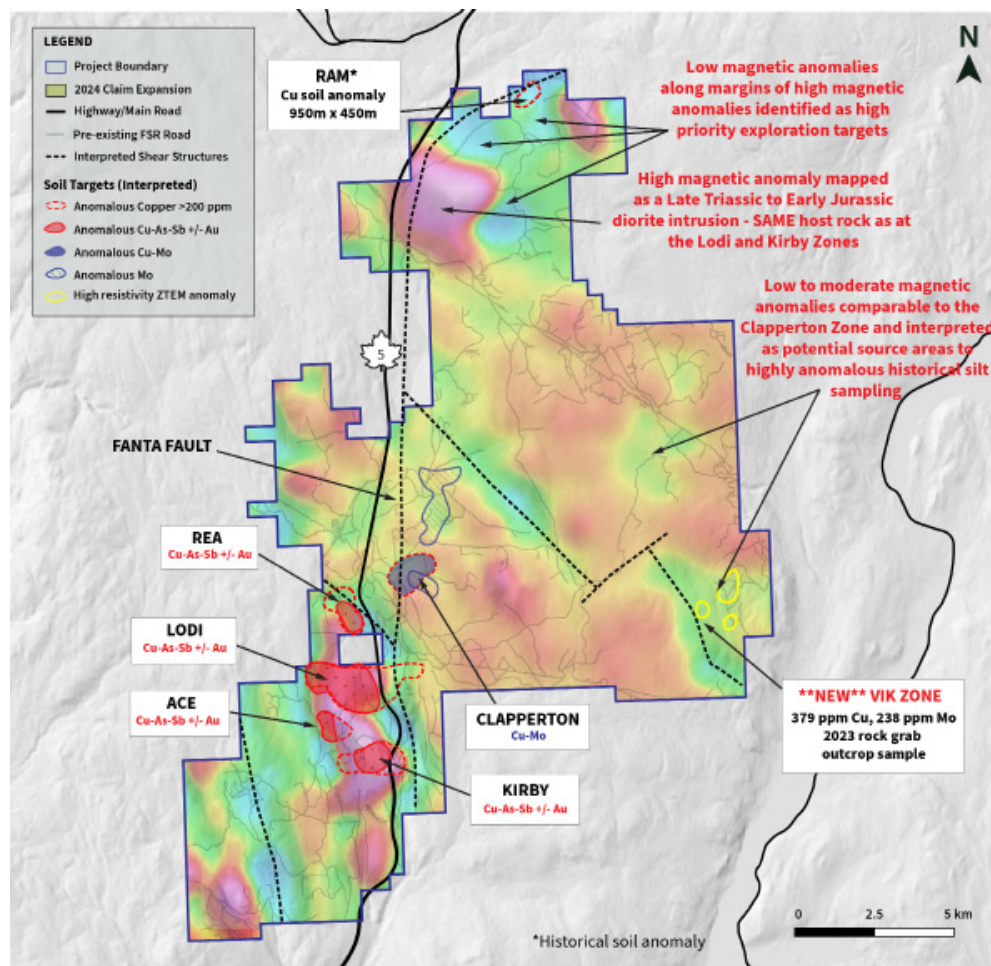 LEGEND
Project Boundary
2024 Claim Expansion
Highway/Main Road
Pre-existing FSR Road
Interpreted Shear Structures
Soil Targets (Interpreted)
Anomalous Copper >200 ppm
Anomalous Cu-As-Sb +/- Au
Anomalous Cu-Mo
Anomalous Mo
High resistivity ZTEM anomaly
RAM*
Cu soil anomaly
950m x 450m
Low magnetic anomalies
along margins of high magnetic
anomalies identified as high
priority exploration targets
N
High magnetic anomaly mapped
as a Late Triassic to Early Jurassic
diorite intrusion - SAME host rock as at
the Lodi and Kirby Zones
Low to moderate magnetic
anomalies comparable to the
Clapperton Zone and interpreted
as potential source areas to
highly anomalous historical silt
sampling
5
FANTA FAULT
REA
Cu-As-Sb +/- Au
LODI
Cu-As-Sb +/- Au
ACE
Cu-As-Sb +/- Au
CLAPPERTON
Cu-Mo
KIRBY
Cu-As-Sb +/- Au
**NEW** VIK ZONE
379 ppm Cu, 238 ppm Mo
2023 rock grab
outcrop sample
0 2.5 5 km
*Historical soil anomaly